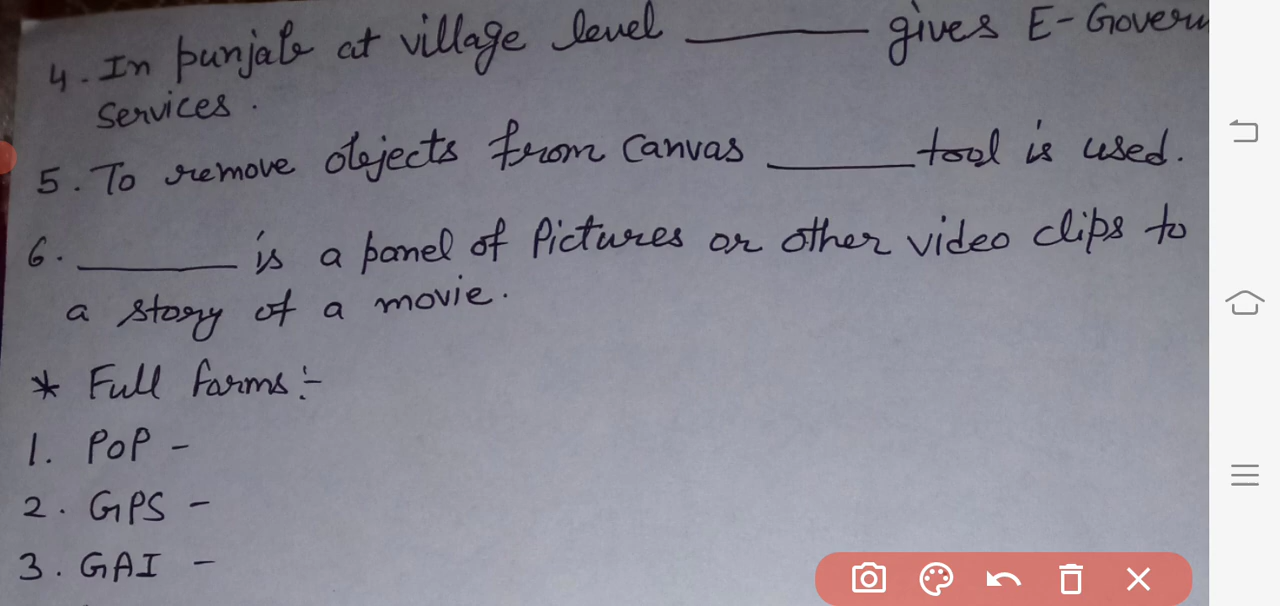 4. In punjab at village level ______ gives E-Govern
Services.
5. To remove objects from Canvas ______ tool is used.
6. ______ is a panel of Pictures or other video clips to
a story of a movie.
* Full forms:-
1. POP -
2. GPS -
3. GAI -